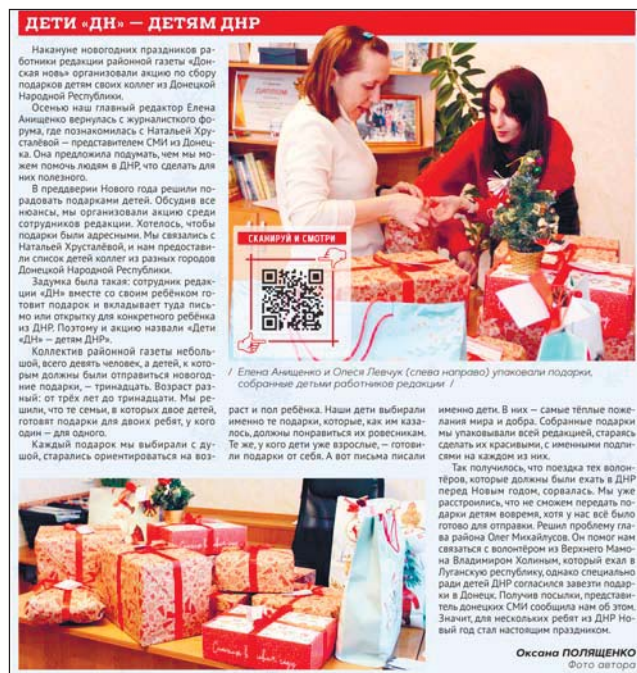 ДЕТИ «ДН» — ДЕТЯМ ДНР
Накануне новогодних праздников ра-
ботники редакции районной газеты «Дон-
ская новь» организовали акцию по сбору
подарков детям своих коллег из Донецкой
Народной Республики.
Осенью наш главный редактор Елена
Анищенко вернулась с журналисткого фо-
рума, где познакомилась с Натальей Хру-
сталёвой — представителем СМИ из Донец-
ка. Она предложила подумать, чем мы мо-
жем помочь людям в ДНР, что сделать для
них полезного.
В преддверии Нового года решили по-
радовать подарками детей. Обсудив все
нюансы, мы организовали акцию среди
сотрудников редакции. Хотелось, чтобы
подарки были адресными. Мы связались с
Натальей Хрусталёвой, и нам предостави-
ли список детей коллег из разных городов
Донецкой Народной Республики.
Задумка была такая: сотрудник редак-
ции «ДН» вместе со своим ребёнком го-
товит подарок и вкладывает туда пись-
мо или открытку для конкретного ребёнка
из ДНР. Поэтому и акцию назвали «Дети
«ДН» — детям ДНР».
Коллектив районной газеты неболь-
шой, всего девять человек, а детей, к кото-
рым должны были отправиться новогод-
ние подарки, — тринадцать. Возраст раз-
ный: от трёх лет до тринадцати. Мы ре-
шили, что те семьи, в которых двое детей,
готовят подарки для двоих ребят, у кого
один — для одного.
Каждый подарок мы выбирали с ду-
шой, старались ориентироваться на воз-
СКАНИРУЙ И СМОТРИ
/ Елена Анищенко и Олеся Левчук (слева направо) упаковали подарки,
собранные детьми работников редакции /
раст и пол ребёнка. Наши дети выбирали
именно те подарки, которые, как им каза-
лось, должны понравиться их ровесникам.
Те же, у кого дети уже взрослые, — готови-
ли подарки от себя. А вот письма писали
именно дети. В них — самые тёплые поже-
лания мира и добра. Собранные подарки
мы упаковывали всей редакцией, стараясь
сделать их красивыми, с именными подпи-
сями на каждом из них.
Так получилось, что поездка тех волон-
тёров, которые должны были ехать в ДНР
перед Новым годом, сорвалась. Мы уже
расстроились, что не сможем передать по-
дарки детям вовремя, хотя у нас всё было
готово для отправки. Решил проблему гла-
ва района Олег Михайлусов. Он помог нам
связаться с волонтёром из Верхнего Мамо-
на Владимиром Холиным, который ехал в
Луганскую республику, однако специально
ради детей ДНР согласился завезти подар-
ки в Донецк. Получив посылки, представи-
тель донецких СМИ сообщила нам об этом.
Значит, для нескольких ребят из ДНР Но-
вый год стал настоящим праздником.
Оксана ПОЛЯЩЕНКО
Фото автора